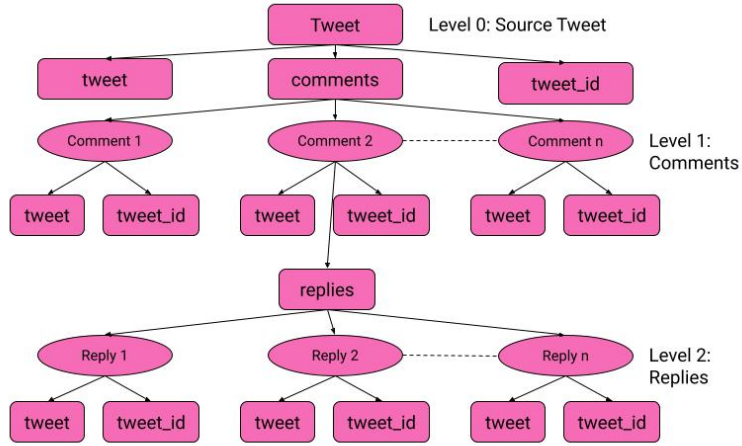 Tweet
Level 0: Source Tweet
tweet
comments
tweet_id
Comment 1
Comment 2
Comment n
Level 1:
Comments
tweet
tweet_id
tweet
tweet_id
tweet
tweet_id
replies
Reply 1
Reply 2
Reply n
Level 2:
Replies
tweet
tweet_id
tweet
tweet_id
tweet
tweet_id